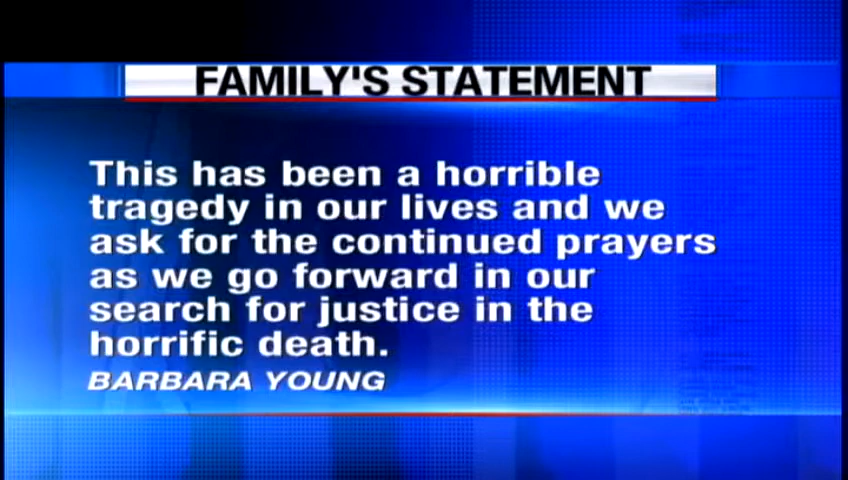 FAMILY'S STATEMENT
This has been a horrible
tragedy in our lives and we
ask for the continued prayers
as we go forward in our
search for justice in the
horrific death.
BARBARA YOUNG